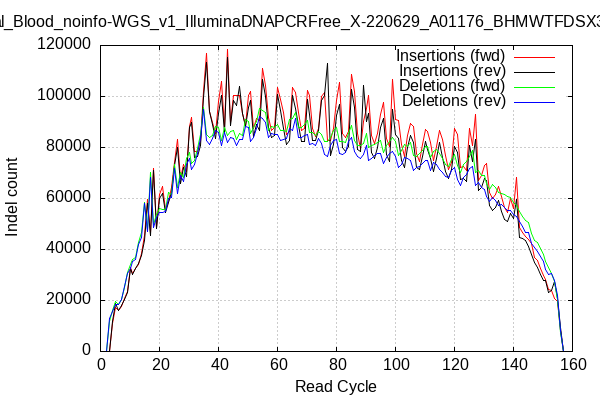 al_Blood_noinfo-WGS_v1_IlluminaDNAPCRFree_X-220629_A01176_BHMWTFDSX3
Insertions (fwd)
Insertions (rev)
Deletions (fwd)
Deletions (rev)
120000
100000
80000
60000
40000
20000
0
Indel count
0 20 40 60 80 100 120 140 160
Read Cycle